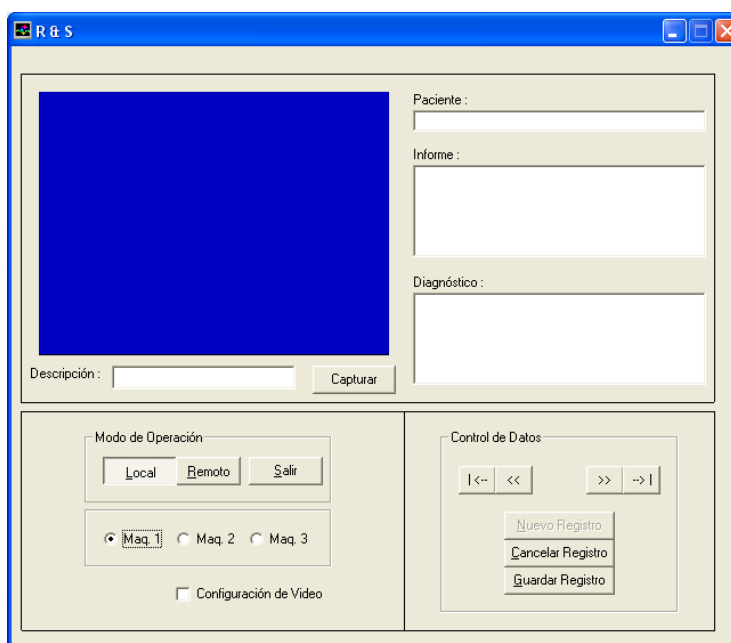 R & S
Paciente :
Informe :
Diagnóstico :
Descripción :
Capturar
Modo de Operación
Local Remoto Salir
Maq. 1 Maq. 2 Maq. 3
Configuración de Video
Control de Datos
|<-- << >> -->|
Nuevo Registro
Cancelar Registro
Guardar Registro